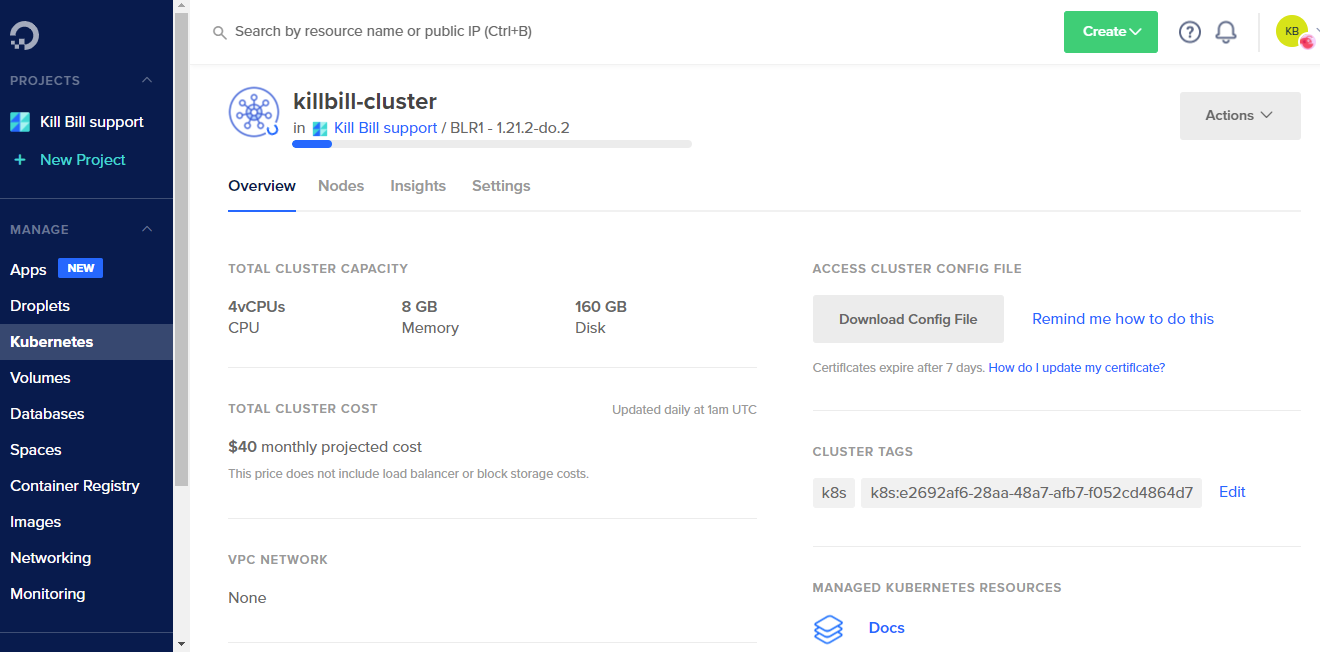 Search by resource name or public IP (Ctrl+B)
Create
?
KB
PROJECTS
Kill Bill support
+ New Project
MANAGE
Apps NEW
Droplets
Kubernetes
Volumes
Databases
Spaces
Container Registry
Images
Networking
Monitoring
killbill-cluster
in Kill Bill support / BLR1 - 1.21.2-do.2
Actions
Overview Nodes Insights Settings
TOTAL CLUSTER CAPACITY
4vCPUs 8 GB 160 GB
CPU Memory Disk
TOTAL CLUSTER COST Updated daily at 1am UTC
$40 monthly projected cost
This price does not include load balancer or block storage costs.
VPC NETWORK
None
ACCESS CLUSTER CONFIG FILE
Download Config File Remind me how to do this
Certificates expire after 7 days. How do I update my certificate?
CLUSTER TAGS
k8s k8s:e2692af6-28aa-48a7-afb7-f052cd4864d7 Edit
MANAGED KUBERNETES RESOURCES
Docs